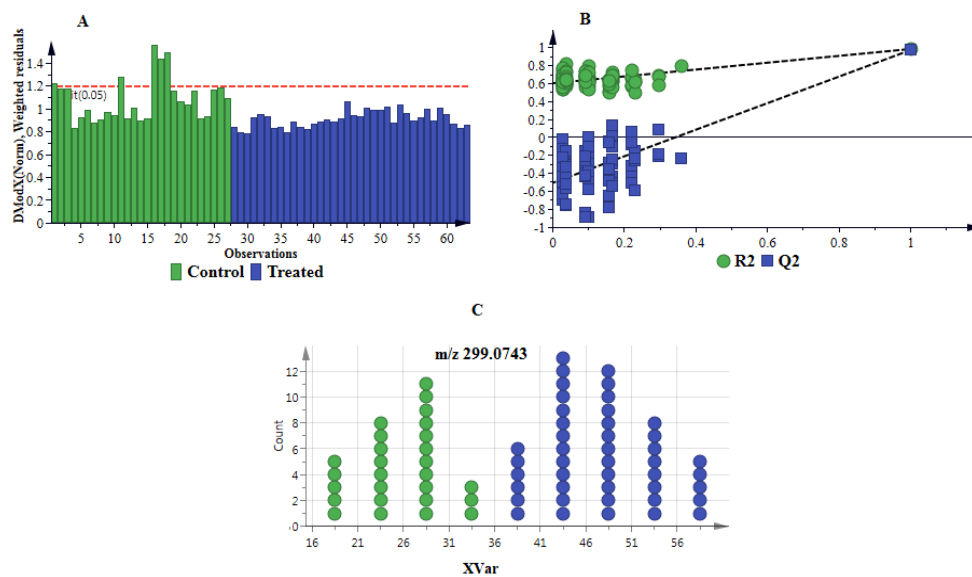 A
DModX(Norm), Weighted residuals
1.4
1.2
1
0.8
0.6
0.4
0.2
0
it(0.05)
5 10 15 20 25 30 35 40 45 50 55 60
Observations
Control Treated
B
1
0.8
0.6
0.4
0.2
0
-0.2
-0.4
-0.6
-0.8
-1
0 0.2 0.4 0.6 0.8 1
R2 Q2
C
m/z 299.0743
Count
12
10
8
6
4
2
0
16 21 26 31 36 41 46 51 56
XVar